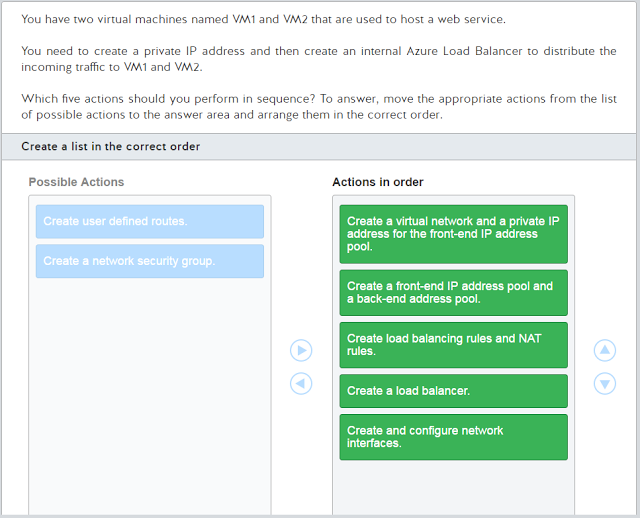 You have two virtual machines named VM1 and VM2 that are used to host a web service.
You need to create a private IP address and then create an internal Azure Load Balancer to distribute the
incoming traffic to VM1 and VM2.
Which five actions should you perform in sequence? To answer, move the appropriate actions from the list
of possible actions to the answer area and arrange them in the correct order.
Create a list in the correct order
Possible Actions
Create user defined routes.
Create a network security group.
Actions in order
Create a virtual network and a private IP
address for the front-end IP address
pool.
Create a front-end IP address pool and
a back-end address pool.
Create load balancing rules and NAT
rules.
Create a load balancer.
Create and configure network
interfaces.